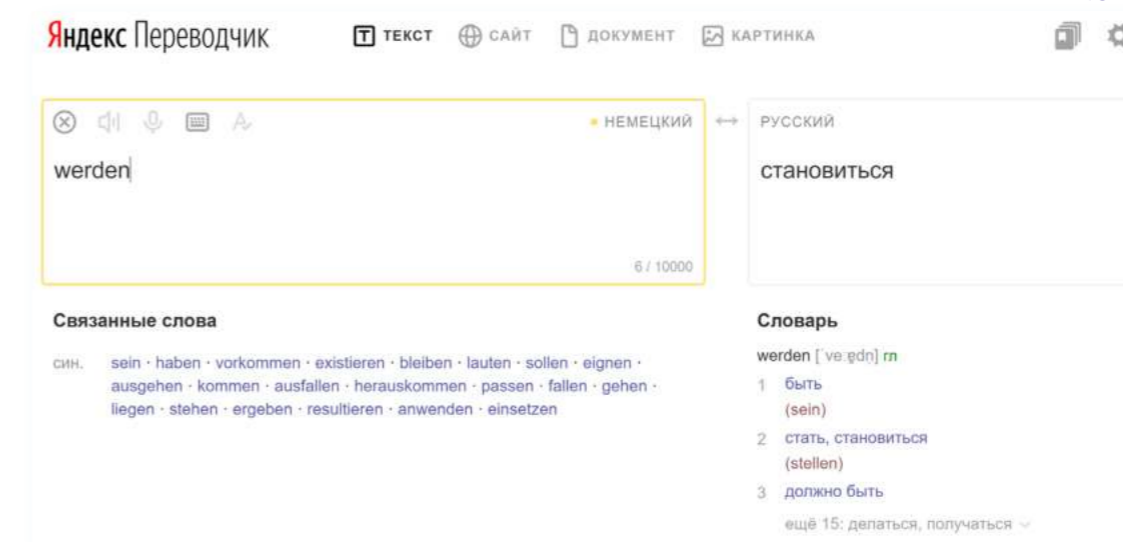 Яндекс Переводчик ТЕКСТ САЙТ ДОКУМЕНТ КАРТИНКА
НЕМЕЦКИЙ
werden
6 / 10000
РУССКИЙ
становиться
Связанные слова
син. sein · haben · vorkommen · existieren · bleiben · lauten · sollen · eignen ·
ausgehen · kommen · ausfallen · herauskommen · passen · fallen · gehen ·
liegen · stehen · ergeben · resultieren · anwenden · einsetzen
Словарь
werden [ˈveːɐdn] гл
1 быть
(sein)
2 стать, становиться
(stellen)
3 должно быть
ещё 15: делаться, получаться